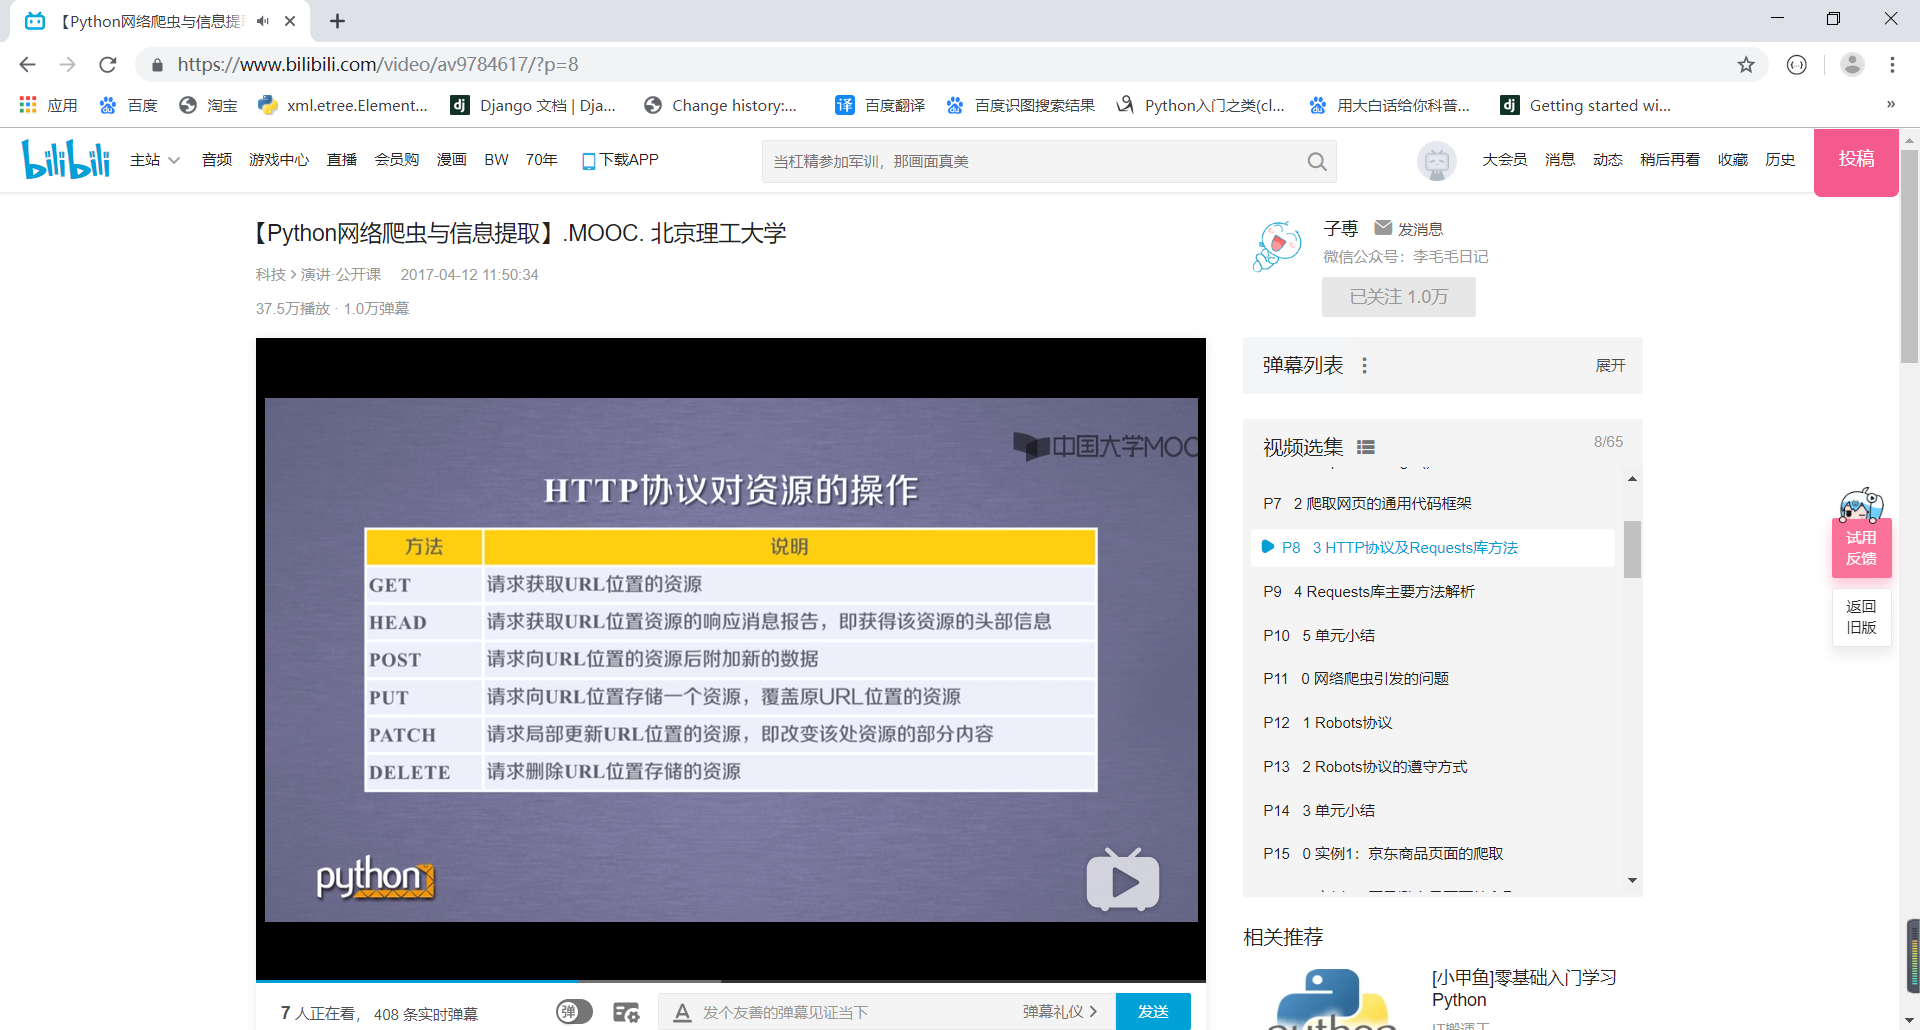 【Python网络爬虫与信息提
https://www.bilibili.com/video/av9784617/?p=8
应用 百度 淘宝 xml.etree.Element... Django 文档 | Dja... Change history:... 百度翻译 百度识图搜索结果 Python入门之类(cl... 用大白话给你科普... Getting started wi... »
bilibili 主站 音频 游戏中心 直播 会员购 漫画 BW 70年 下载APP 当杠精参加军训，那画面真美 大会员 消息 动态 稍后再看 收藏 历史 投稿
【Python网络爬虫与信息提取】.MOOC. 北京理工大学
科技 > 演讲·公开课 2017-04-12 11:50:34
37.5万播放 · 1.0万弹幕
子尃 发消息
微信公众号：李毛毛日记
已关注 1.0万
中国大学MOOC
HTTP协议对资源的操作
方法 说明
GET 请求获取URL位置的资源
HEAD 请求获取URL位置资源的响应消息报告，即获得该资源的头部信息
POST 请求向URL位置的资源后附加新的数据
PUT 请求向URL位置存储一个资源，覆盖原URL位置的资源
PATCH 请求局部更新URL位置的资源，即改变该处资源的部分内容
DELETE 请求删除URL位置存储的资源
python
7 人正在看， 408 条实时弹幕 弹 A 发个友善的弹幕见证当下 弹幕礼仪 > 发送
弹幕列表 展开
视频选集 8/65
P7 2 爬取网页的通用代码框架
P8 3 HTTP协议及Requests库方法
P9 4 Requests库主要方法解析
P10 5 单元小结
P11 0 网络爬虫引发的问题
P12 1 Robots协议
P13 2 Robots协议的遵守方式
P14 3 单元小结
P15 0 实例1：京东商品页面的爬取
相关推荐
[小甲鱼]零基础入门学习
Python
试用
反馈
返回
旧版